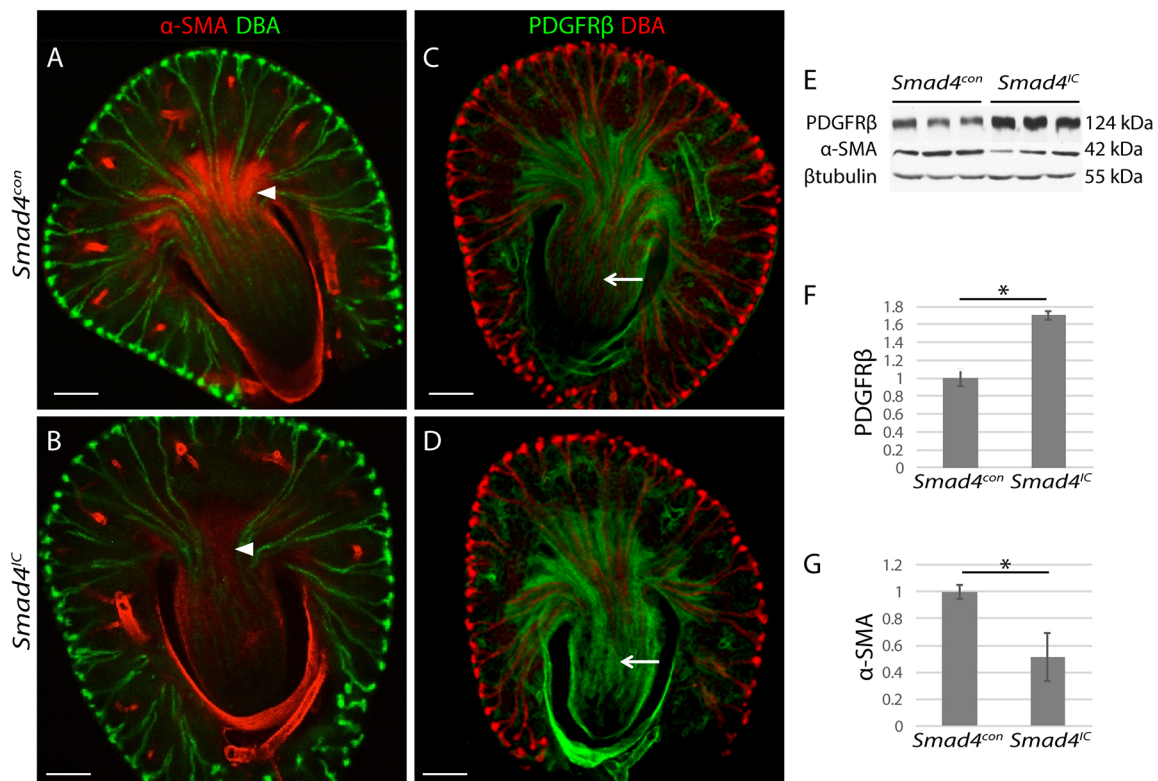 α-SMA DBA
PDGFRβ DBA
A
C
Smad4con
B
D
Smad4IC
E
Smad4con Smad4IC
PDGFRβ 124 kDa
α-SMA 42 kDa
βtubulin 55 kDa
F
*
PDGFRβ
1.8
1.6
1.4
1.2
1
0.8
0.6
0.4
0.2
0
Smad4con Smad4IC
G
*
α-SMA
1.2
1
0.8
0.6
0.4
0.2
0
Smad4con Smad4IC